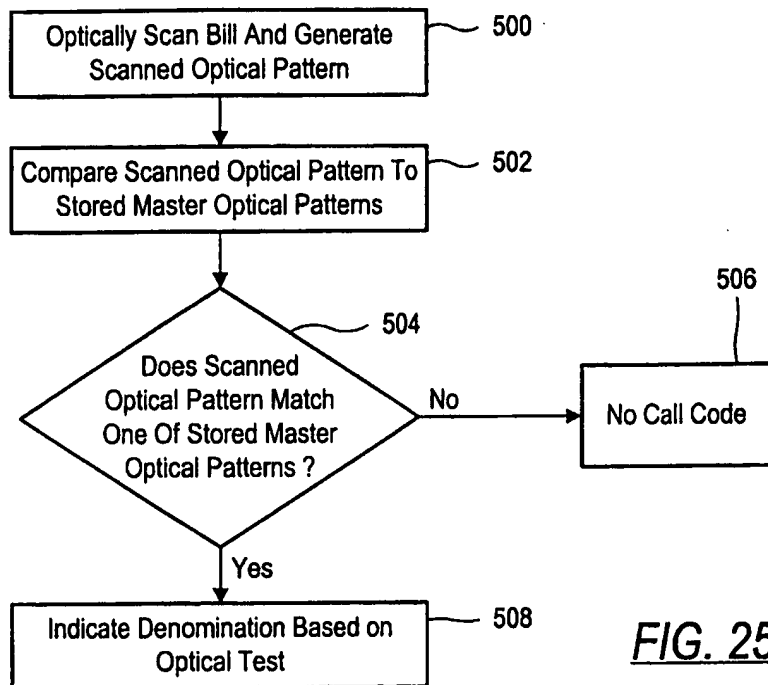 Optically Scan Bill And Generate
Scanned Optical Pattern
500
Compare Scanned Optical Pattern To
Stored Master Optical Patterns
502
504
Does Scanned
Optical Pattern Match
One Of Stored Master
Optical Patterns ?
No
506
No Call Code
Yes
Indicate Denomination Based on
Optical Test
508
FIG. 25